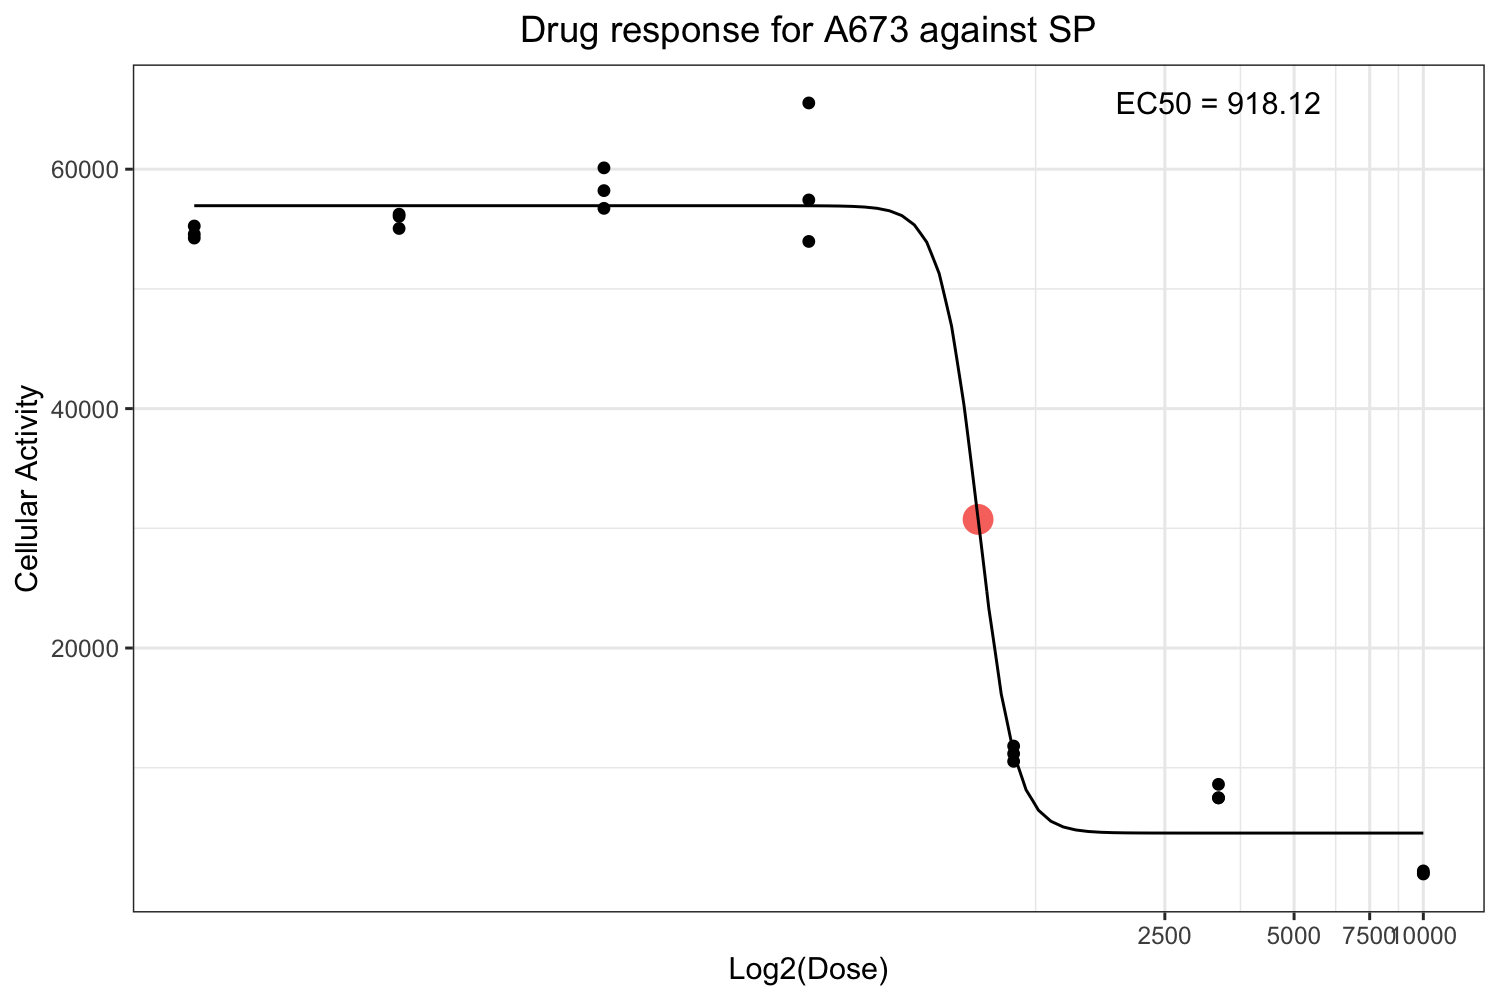 Drug response for A673 against SP
EC50 = 918.12
60000
40000
20000
Cellular Activity
2500 5000 7500 10000
Log2(Dose)